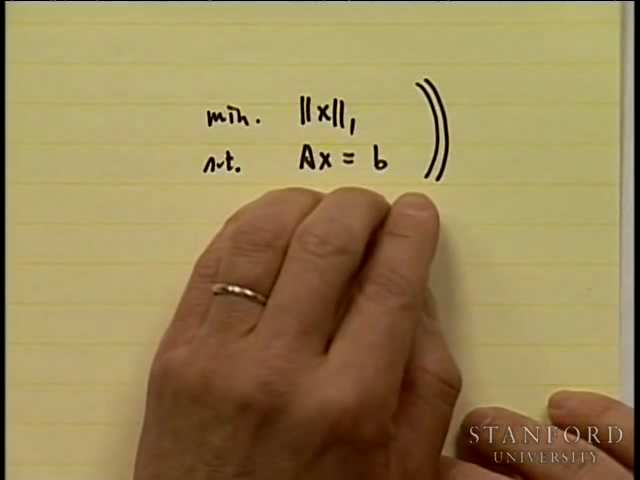 min. ||x||₁
s.t. Ax = b
STANFORD
UNIVERSITY